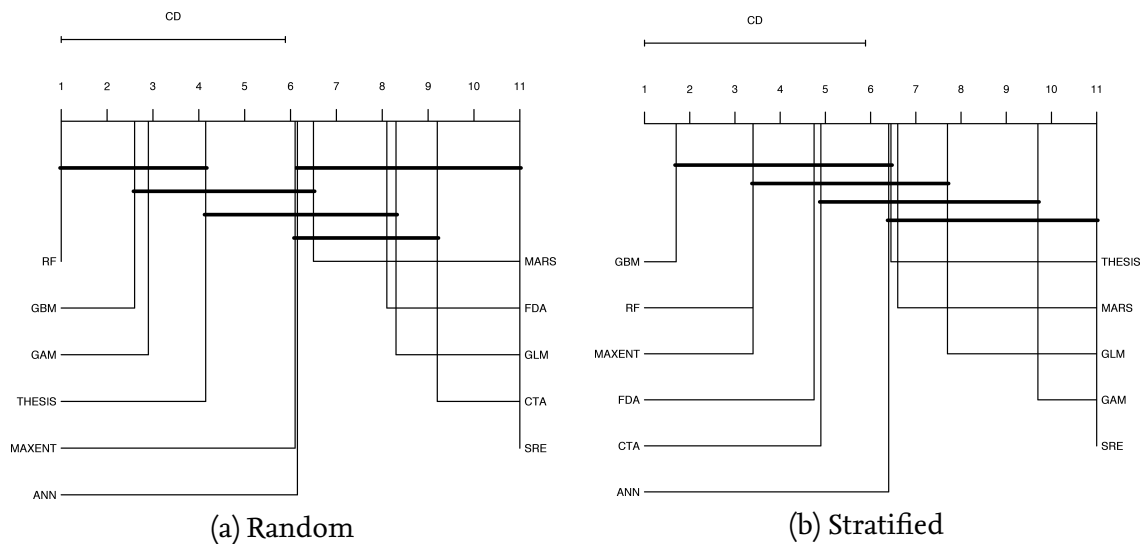 CD
1 2 3 4 5 6 7 8 9 10 11
RF
GBM
GAM
THESIS
MAXENT
ANN
MARS
FDA
GLM
CTA
SRE
(a) Random
CD
1 2 3 4 5 6 7 8 9 10 11
GBM
RF
MAXENT
FDA
CTA
ANN
THESIS
MARS
GLM
GAM
SRE
(b) Stratified